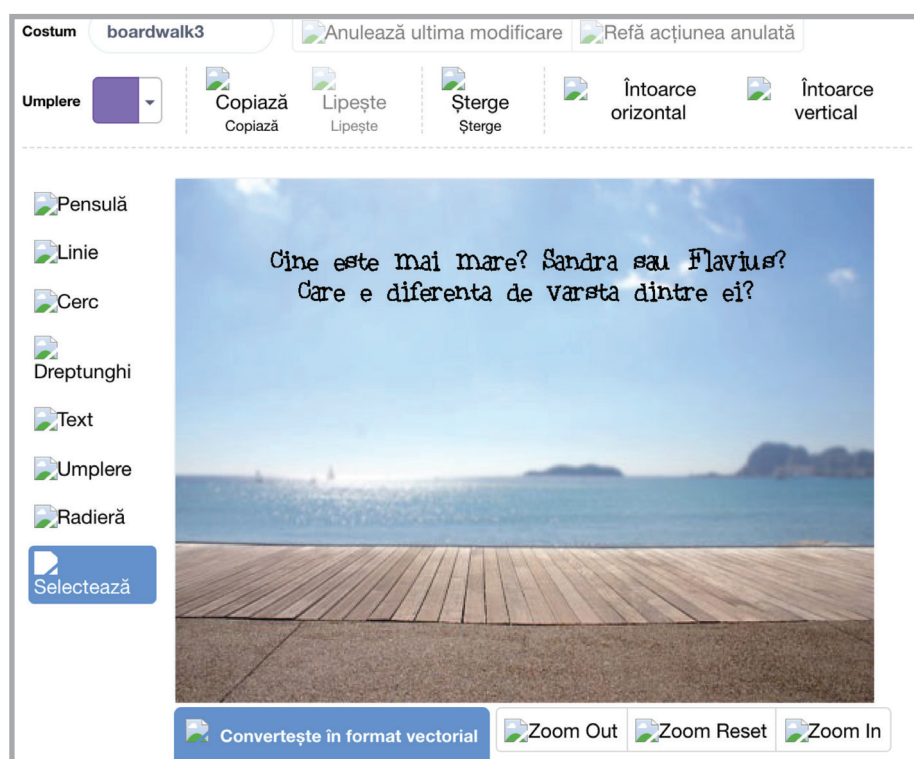 Costum boardwalk3 Anulează ultima modificare Refă acțiunea anulată
Umplere Copiază Lipește Șterge Întoarce orizontal Întoarce vertical
Copiază Lipește Șterge
Pensulă
Linie
Cerc
Dreptunghi
Text
Umplere
Radieră
Selectează
Cine este mai mare? Sandra sau Flavius?
Care e diferenta de varsta dintre ei?
Convertește în format vectorial Zoom Out Zoom Reset Zoom In